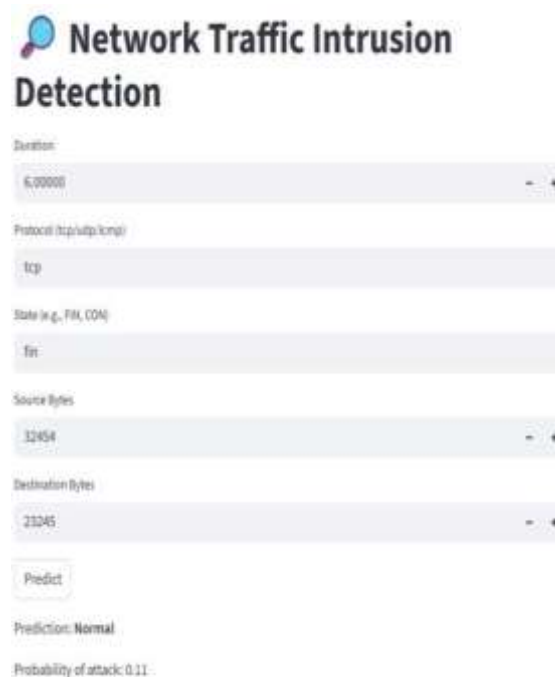 Network Traffic Intrusion
Detection
Duration
6.00000
Protocol (tcp/udp/icmp)
tcp
State (e.g., FIN, CON)
fin
Source Bytes
32454
Destination Bytes
23245
Predict
Prediction: Normal
Probability of attack: 0.11